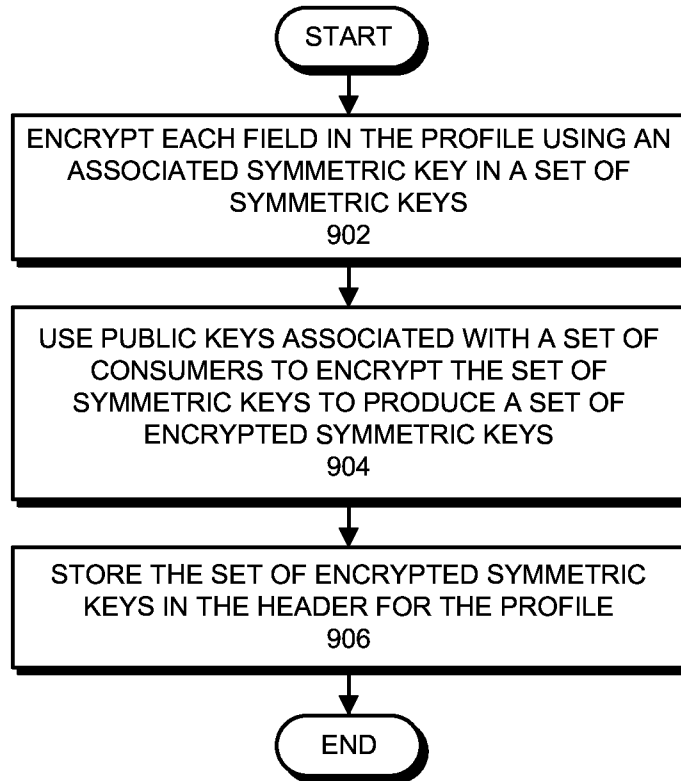 START
ENCRYPT EACH FIELD IN THE PROFILE USING AN
ASSOCIATED SYMMETRIC KEY IN A SET OF
SYMMETRIC KEYS
902
USE PUBLIC KEYS ASSOCIATED WITH A SET OF
CONSUMERS TO ENCRYPT THE SET OF
SYMMETRIC KEYS TO PRODUCE A SET OF
ENCRYPTED SYMMETRIC KEYS
904
STORE THE SET OF ENCRYPTED SYMMETRIC
KEYS IN THE HEADER FOR THE PROFILE
906
END